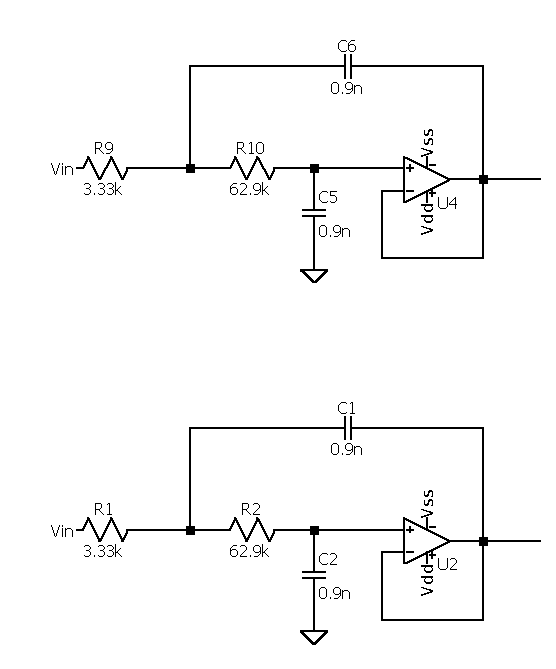 C6
0.9n
R9
R10
Vin
3.33k
62.9k
C5
0.9n
+
-
Vss
-
Vdd
+
U4
C1
0.9n
R1
R2
Vin
3.33k
62.9k
C2
0.9n
+
-
Vss
-
Vdd
+
U2